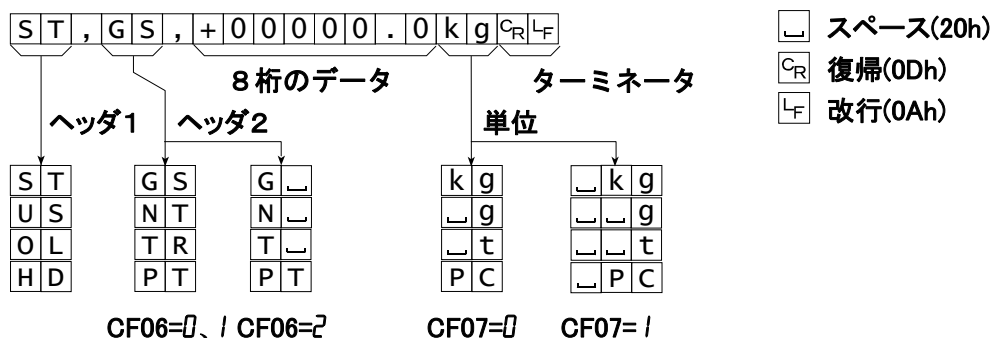 ST,GS,+00000.0kgCRLF
8桁のデータ ターミネータ
ヘッダ1 ヘッダ2 単位
ST GS G␣ kg ␣kg
US NT N␣ ␣g ␣␣g
OL TR T␣ ␣t ␣␣t
HD PT PT PC ␣PC
CF06=0、1 CF06=2 CF07=0 CF07=1
␣ スペース(20h)
CR 復帰(0Dh)
LF 改行(0Ah)